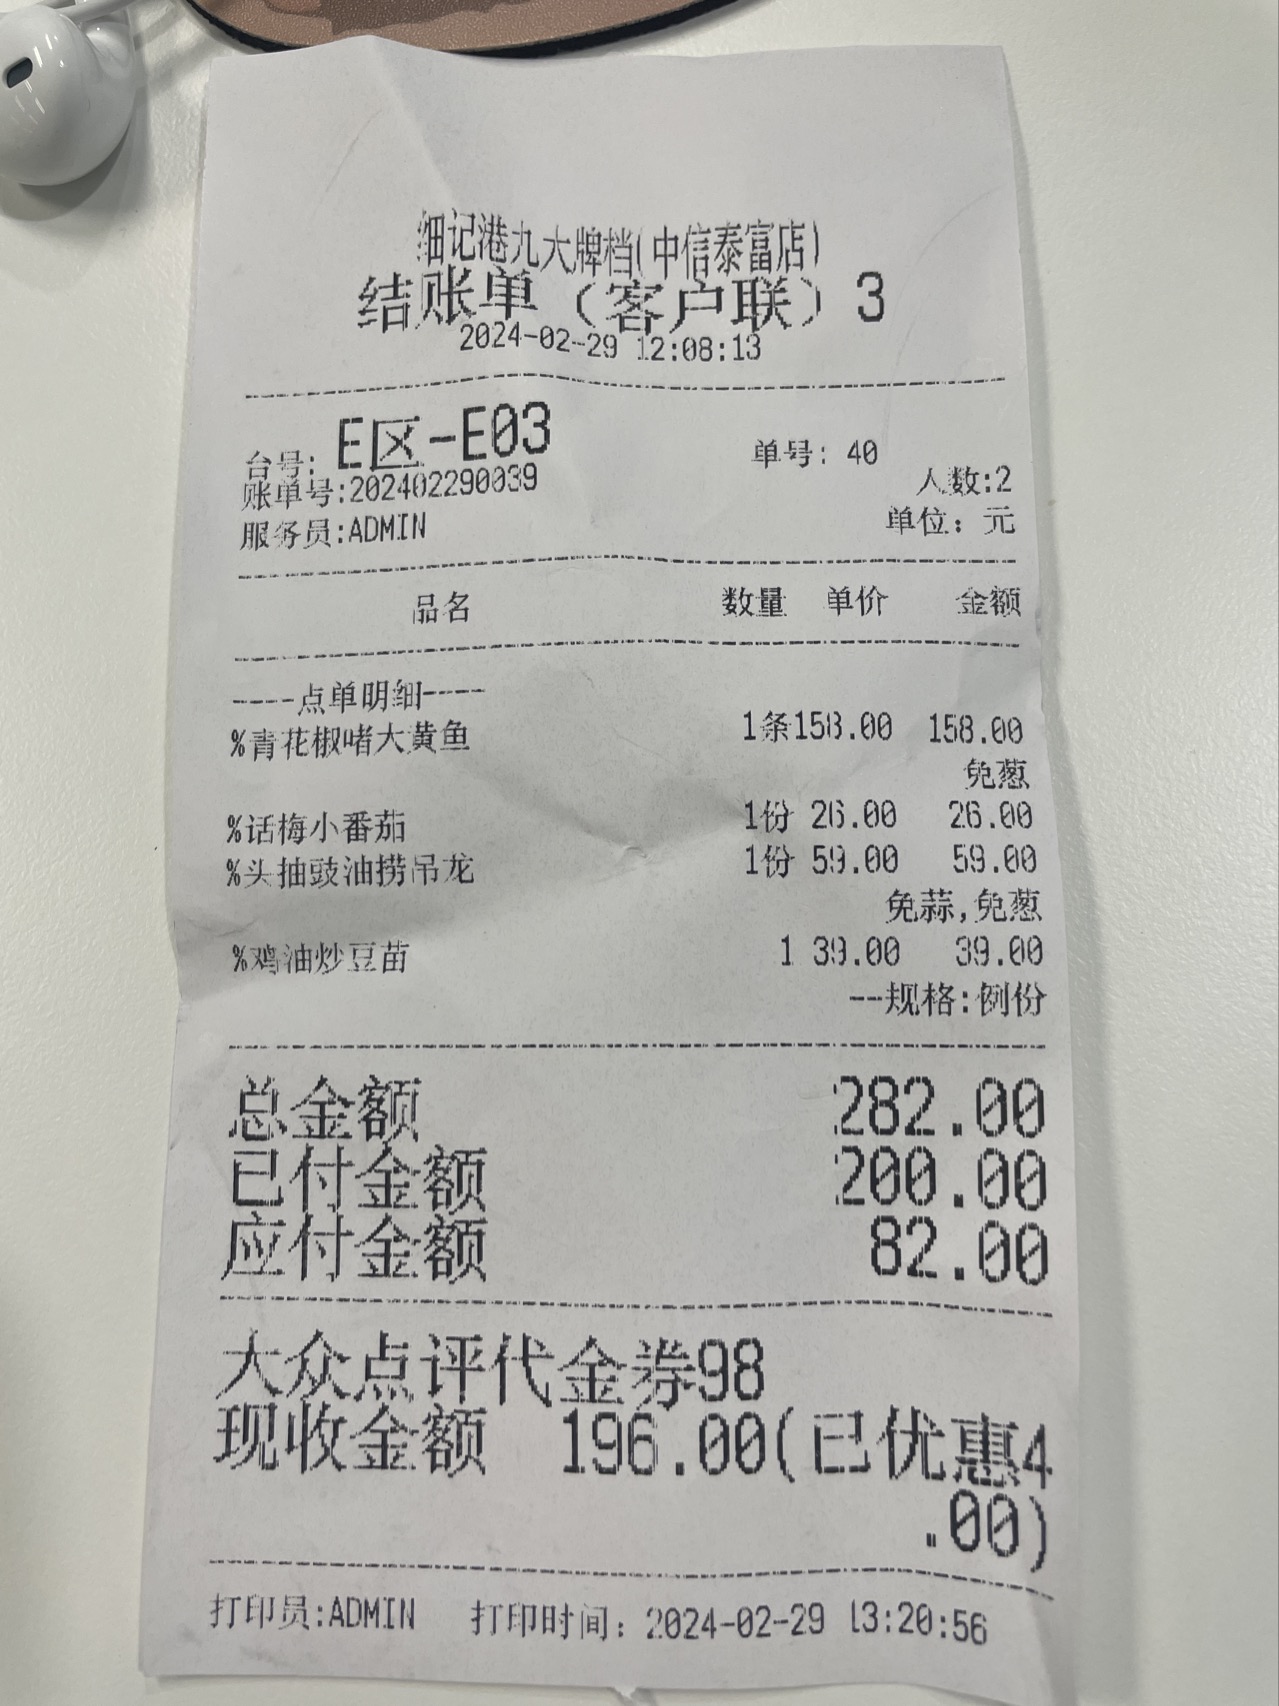 细记港九大牌档(中信泰富店)
结账单（客户联）3
2024-02-29 12:08:13
台号: E区-E03 单号: 40
账单号:202402290039 人数:2
服务员:ADMIN 单位: 元
品名 数量 单价 金额
----点单明细----
%青花椒啫大黄鱼 1条158.00 158.00
免葱
%话梅小番茄 1份 26.00 26.00
%头抽豉油捞吊龙 1份 59.00 59.00
免蒜,免葱
%鸡油炒豆苗 1 39.00 39.00
--规格:例份
总金额 282.00
已付金额 200.00
应付金额 82.00
大众点评代金券98
现收金额 196.00(已优惠4
.00)
打印员:ADMIN 打印时间: 2024-02-29 13:20:56